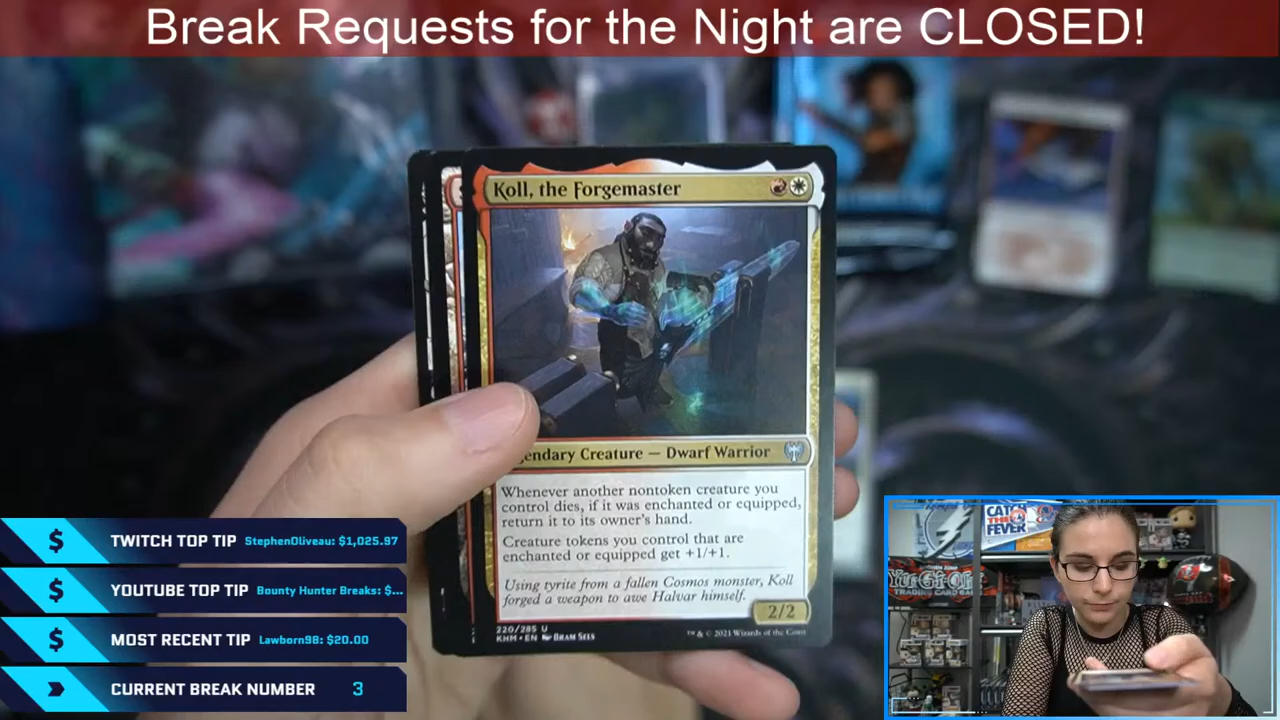 Break Requests for the Night are CLOSED!
Koll, the Forgemaster
endary Creature — Dwarf Warrior
Whenever another nontoken creature you
control dies, if it was enchanted or equipped,
return it to its owner's hand.
Creature tokens you control that are
enchanted or equipped get +1/+1.
Using tyrite from a fallen Cosmos monster, Koll
forged a weapon to awe Halvar himself.
2/2
220/285 U
KHM • EN Bram Sels
™ & © 2021 Wizards of the Coast
$ TWITCH TOP TIP StephenOliveau: $1,025.97
$ YOUTUBE TOP TIP Bounty Hunter Breaks: $...
$ MOST RECENT TIP Lawborn98: $20.00
CURRENT BREAK NUMBER 3
CATCH
THE
FEVER
Yu-Gi-Oh!
TRADING CARD GAME